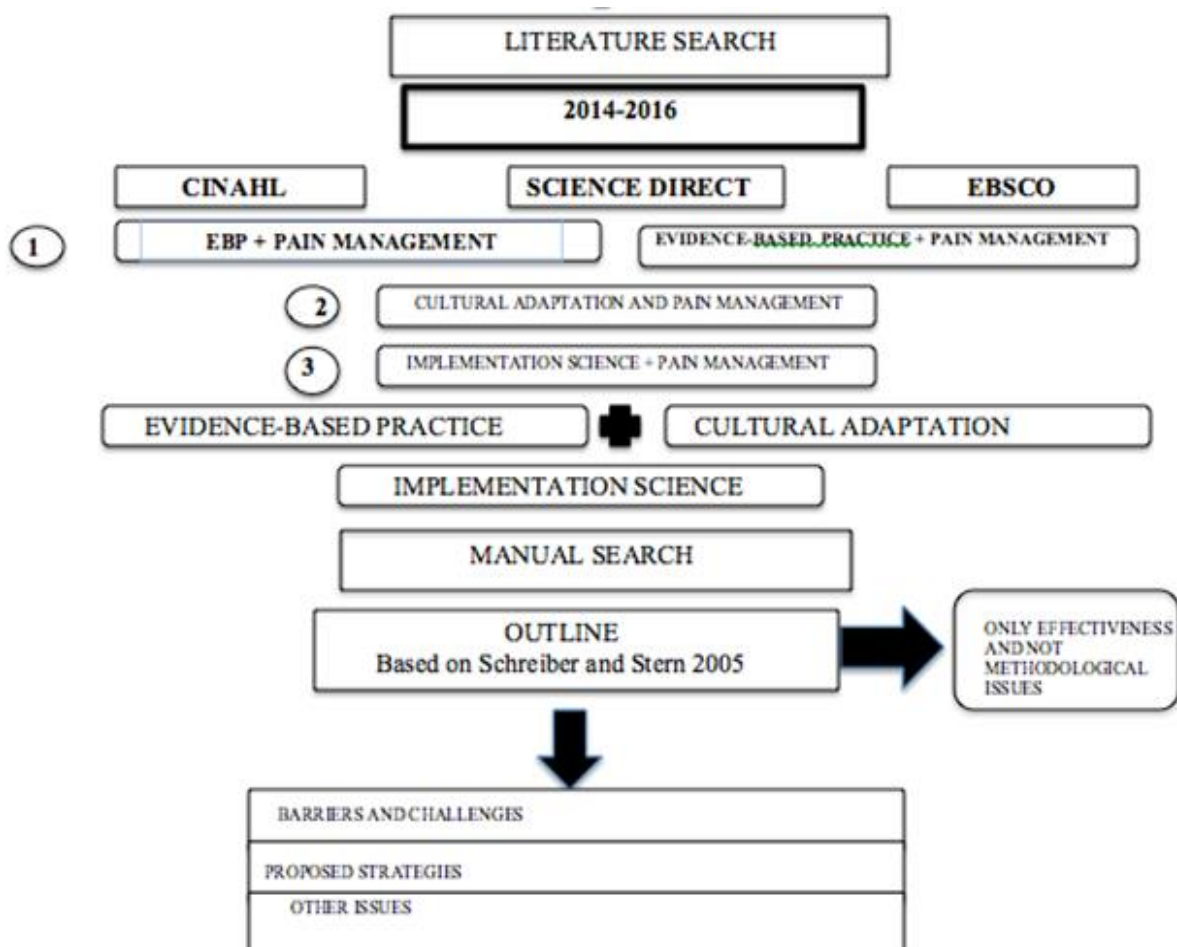 LITERATURE SEARCH
2014-2016
CINAHL
SCIENCE DIRECT
EBSCO
1
EBP + PAIN MANAGEMENT
EVIDENCE-BASED PRACTICE + PAIN MANAGEMENT
2
CULTURAL ADAPTATION AND PAIN MANAGEMENT
3
IMPLEMENTATION SCIENCE + PAIN MANAGEMENT
EVIDENCE-BASED PRACTICE
CULTURAL ADAPTATION
IMPLEMENTATION SCIENCE
MANUAL SEARCH
OUTLINE
Based on Schreiber and Stern 2005
ONLY EFFECTIVENESS
AND NOT
METHODOLOGICAL
ISSUES
BARRIERS AND CHALLENGES
PROPOSED STRATEGIES
OTHER ISSUES